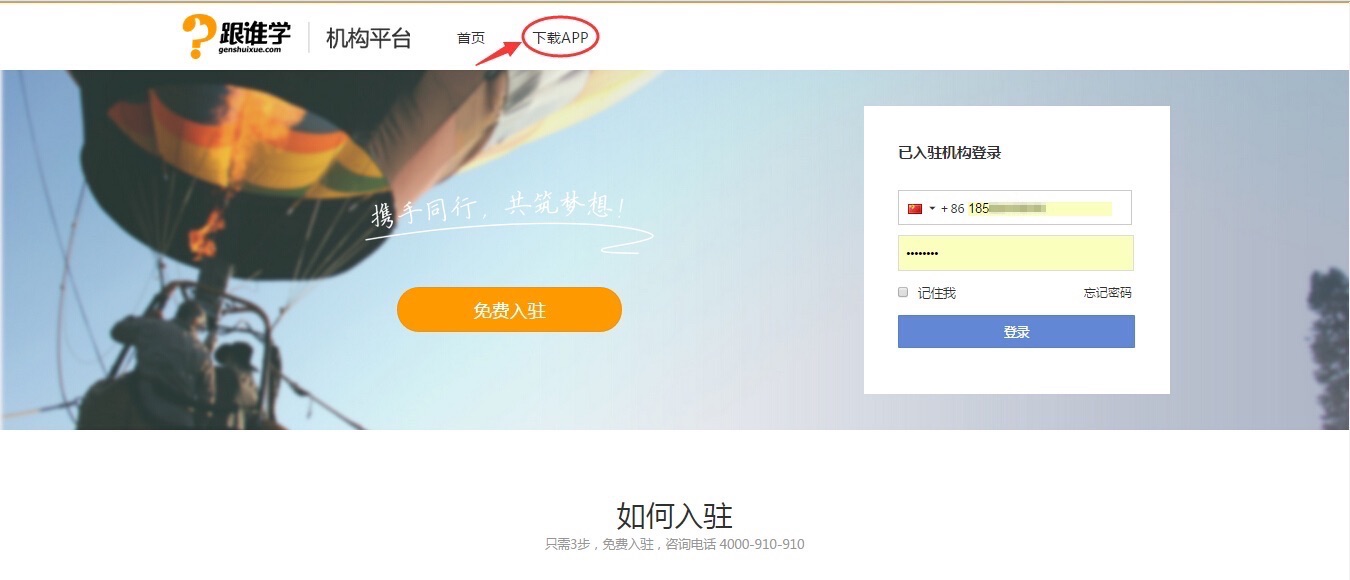 跟谁学
genshuixue.com
机构平台
首页
下载APP
携手同行，共筑梦想！
免费入驻
已入驻机构登录
+86 185
记住我
忘记密码
登录
如何入驻
只需3步，免费入驻，咨询电话 4000-910-910